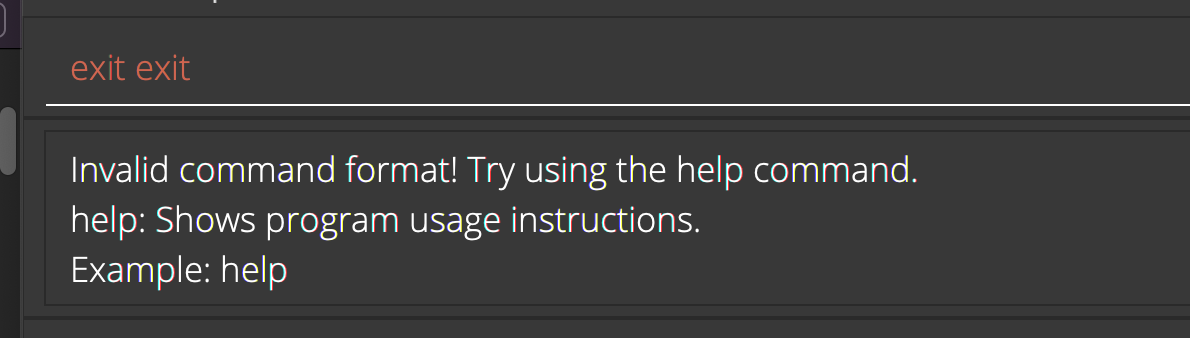 exit exit
Invalid command format! Try using the help command.
help: Shows program usage instructions.
Example: help